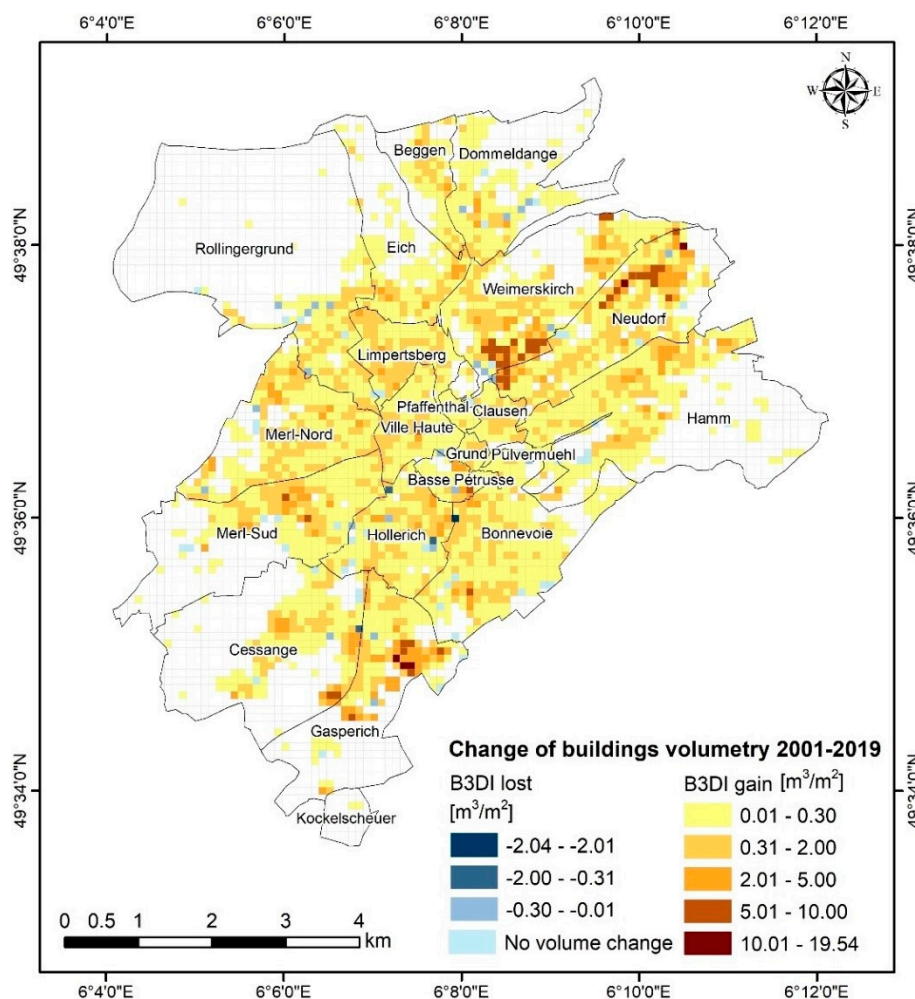 6°4'0"E 6°6'0"E 6°8'0"E 6°10'0"E 6°12'0"E
N
W E
S
Beggen
Dommeldange
49°38'0"N 49°38'0"N
Rollingergrund
Eich
Weimerskirch
Neudorf
Limpertsberg
Hamm
Pfaffenthal Clausen
Merl-Nord
Ville Haute
Grund Pulvermuehl
Basse Pétrusse
49°36'0"N 49°36'0"N
Merl-Sud
Hollerich
Bonnevoie
Cessange
Gasperich
Kockelscheuer
49°34'0"N 49°34'0"N
Change of buildings volumetry 2001-2019
B3DI lost
[m³/m²]
-2.04 - -2.01
-2.00 - -0.31
-0.30 - -0.01
No volume change
B3DI gain [m³/m²]
0.01 - 0.30
0.31 - 2.00
2.01 - 5.00
5.01 - 10.00
10.01 - 19.54
0 0.5 1 2 3 4
km
6°4'0"E 6°6'0"E 6°8'0"E 6°10'0"E 6°12'0"E